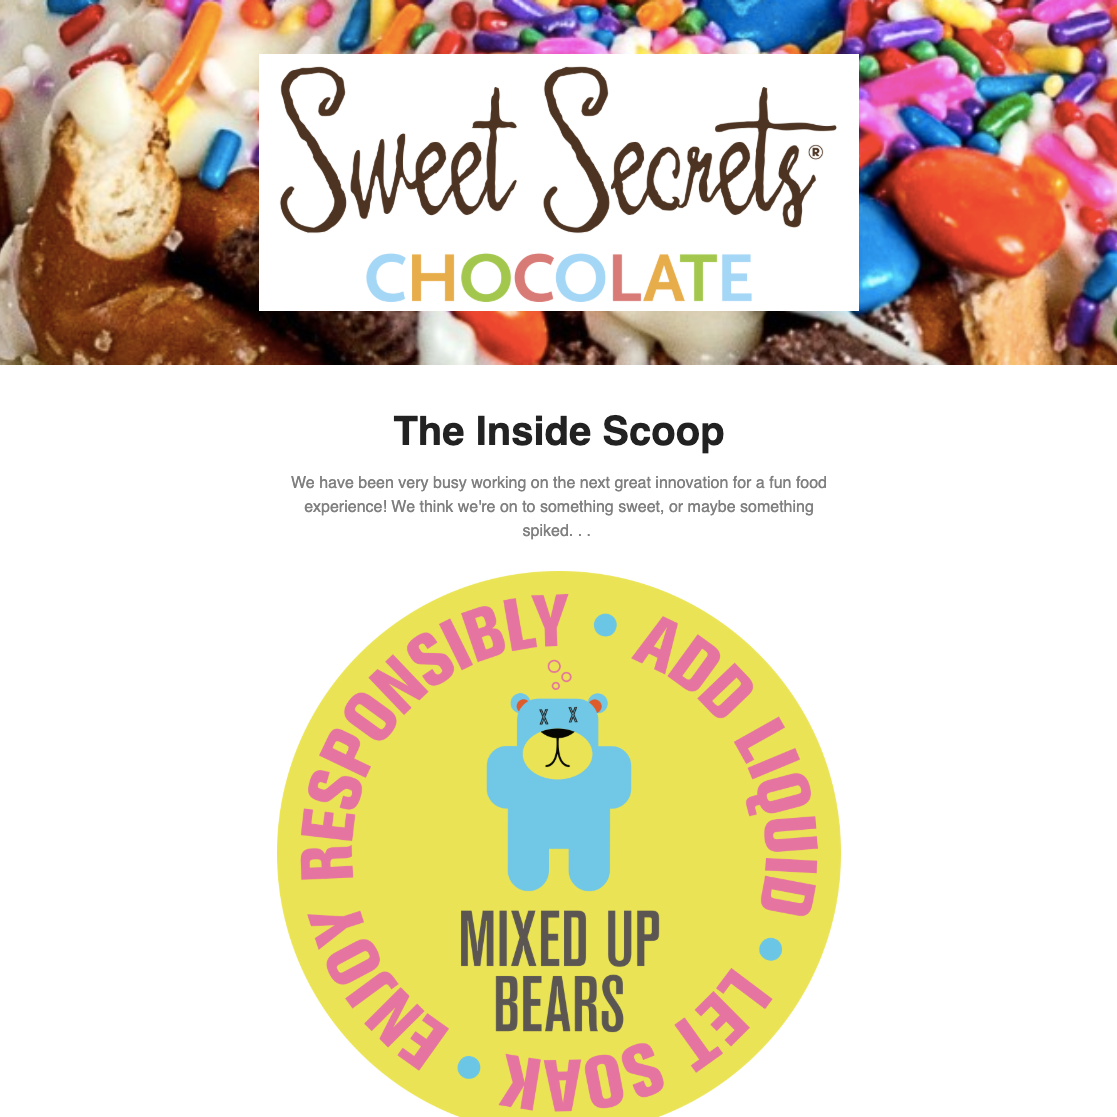 Sweet Secrets®
CHOCOLATE
The Inside Scoop
We have been very busy working on the next great innovation for a fun food
experience! We think we're on to something sweet, or maybe something
spiked. . .
ADD LIQUID • LET SOAK • ENJOY RESPONSIBLY •
X X
MIXED UP
BEARS